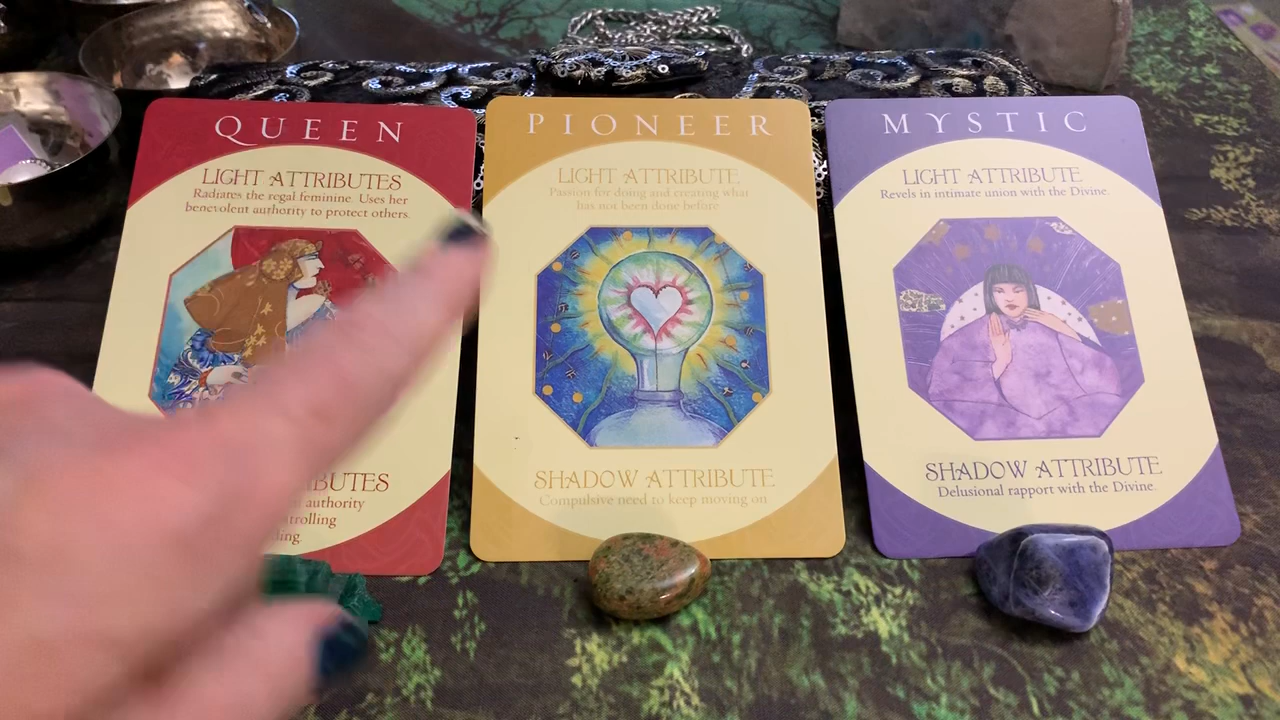 QUEEN
LIGHT ATTRIBUTES
Radiates the regal feminine. Uses her
benevolent authority to protect others.
BUTES
authority
trolling
ding.
PIONEER
LIGHT ATTRIBUTE
Passion for doing and creating what
has not been done before
SHADOW ATTRIBUTE
Compulsive need to keep moving on
MYSTIC
LIGHT ATTRIBUTE
Revels in intimate union with the Divine.
SHADOW ATTRIBUTE
Delusional rapport with the Divine.